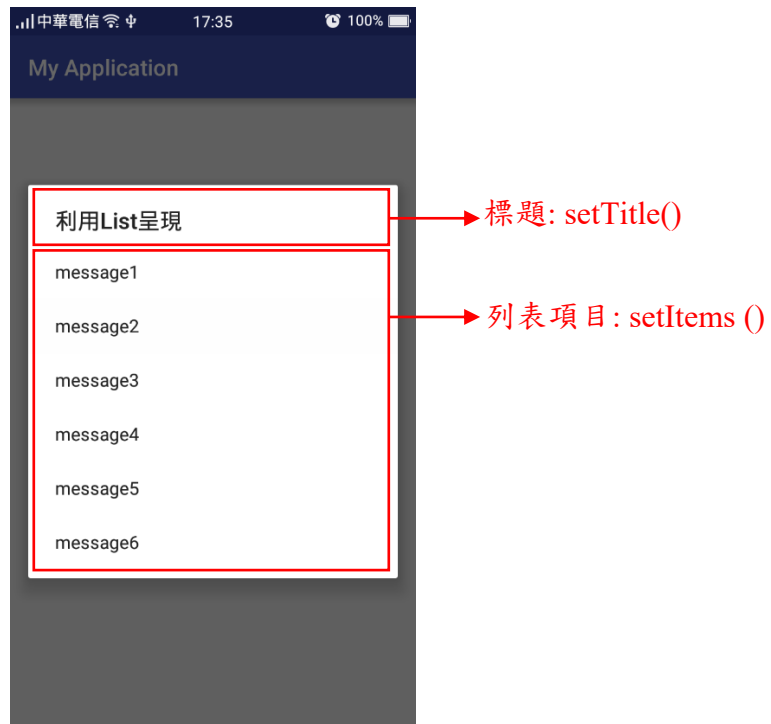 中華電信 17:35 100%
My Application
利用List呈現
標題: setTitle()
message1
列表項目: setItems ()
message2
message3
message4
message5
message6